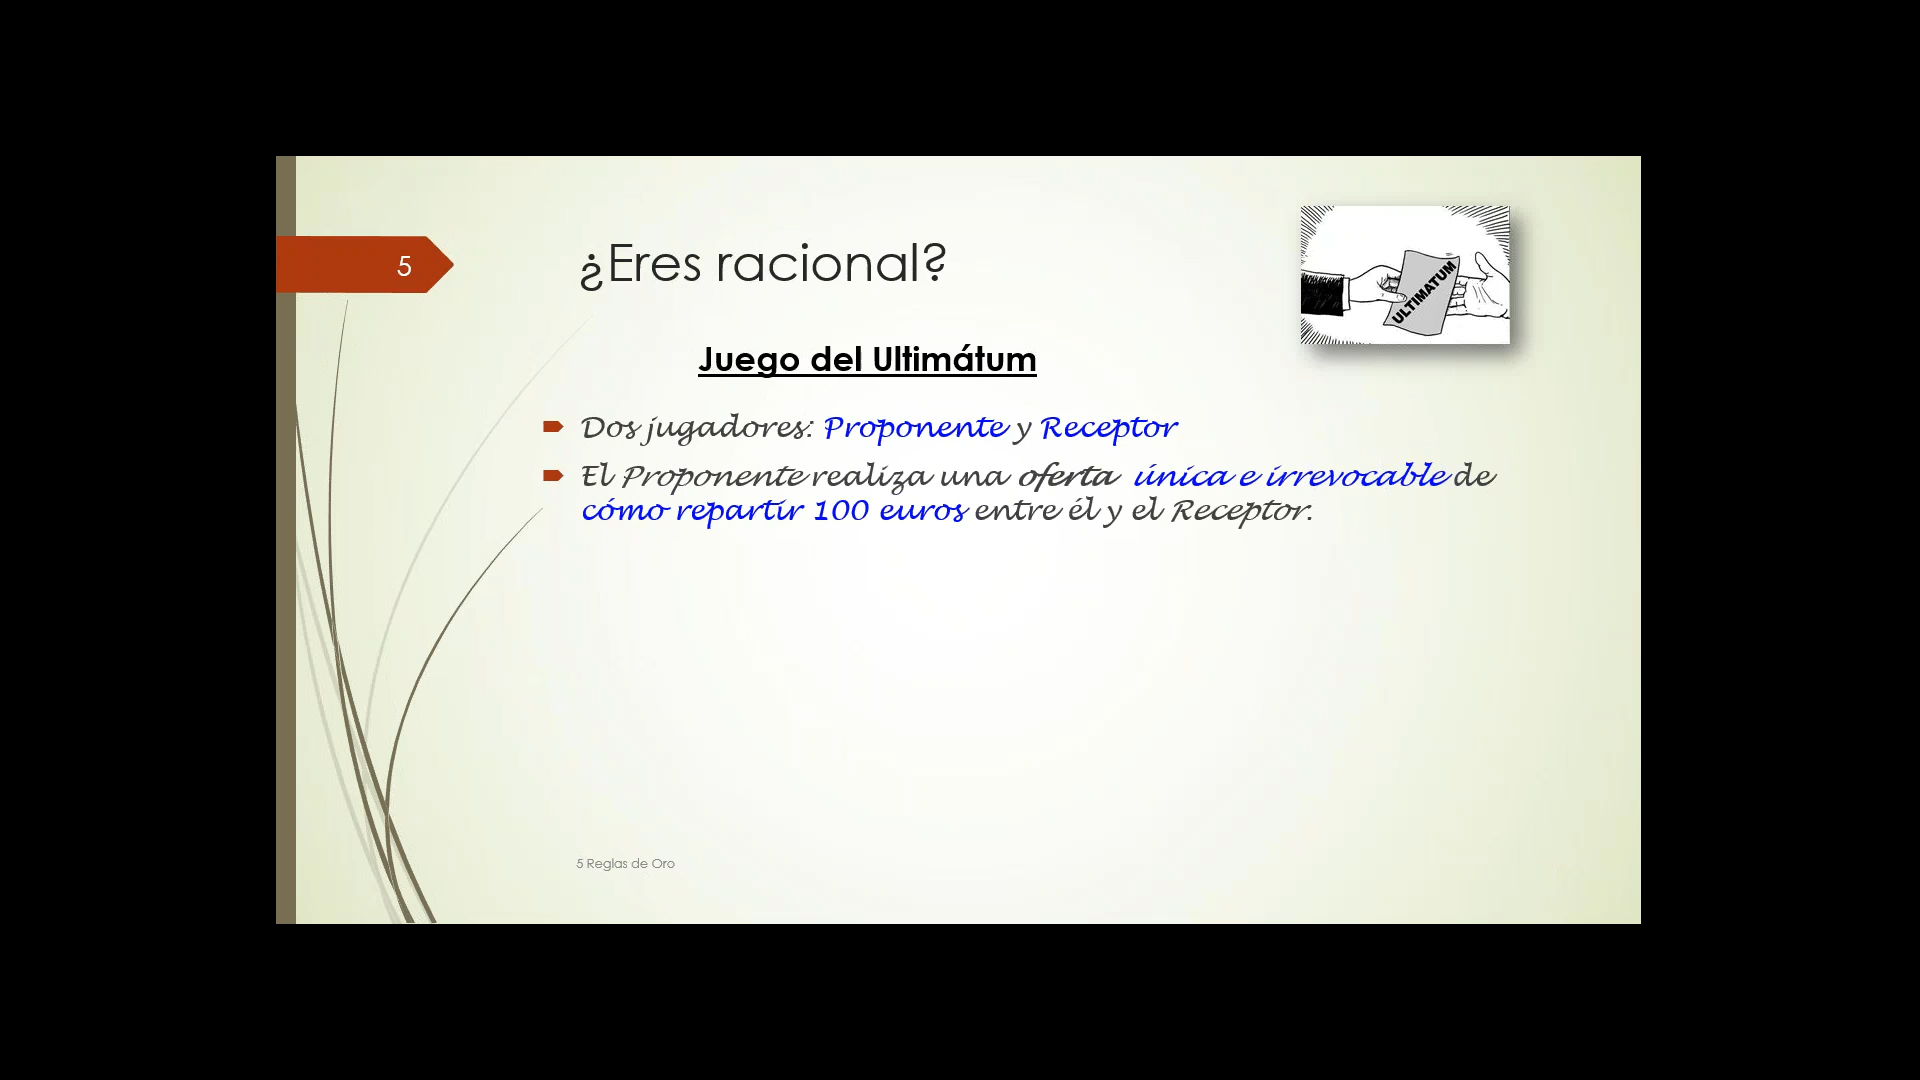 5
¿Eres racional?
ULTIMATUM
Juego del Ultimátum
Dos jugadores: Proponente y Receptor
El Proponente realiza una oferta única e irrevocable de
cómo repartir 100 euros entre él y el Receptor.
5 Reglas de Oro